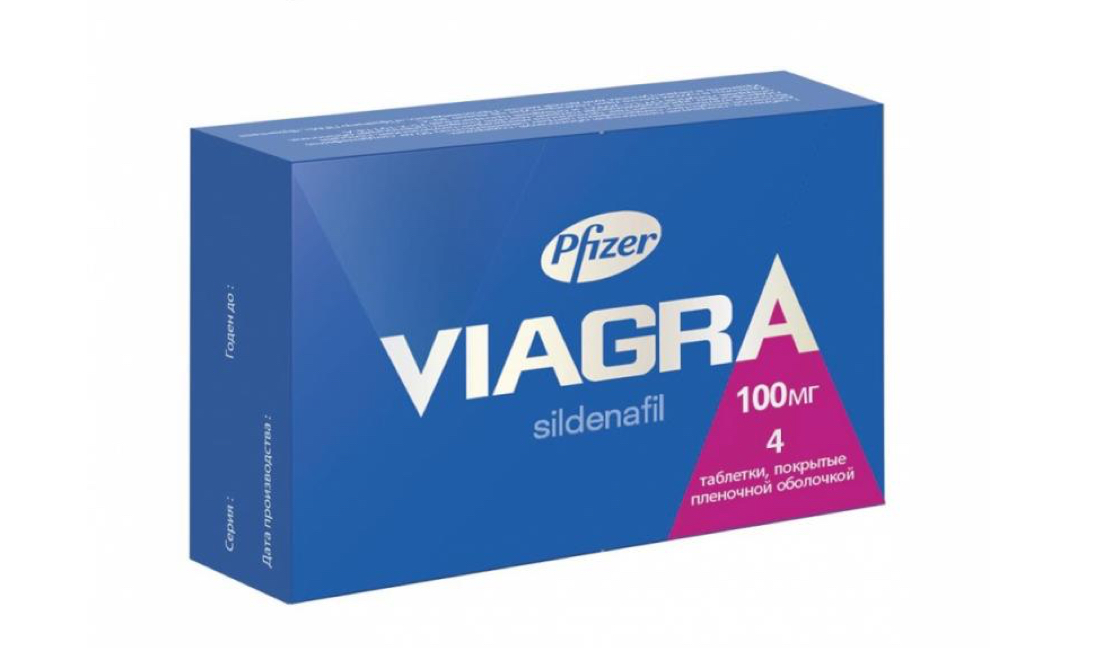 Pfizer
VIAGRA
sildenafil
100мг
4
таблетки, покрытые
пленочной оболочкой
Годен до :
Серия :
Дата производства :